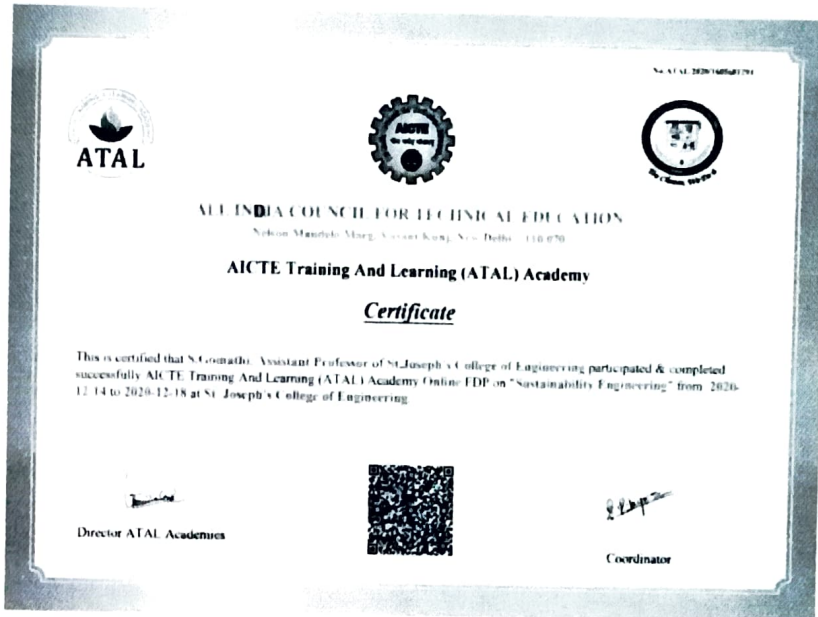 ATAL
AICTE
ALL INDIA COUNCIL FOR TECHNICAL EDUCATION
Nelson Mandela Marg, Vasant Kunj, New Delhi 110 070
AICTE Training And Learning (ATAL) Academy
Certificate
This is certified that S.Gomathi, Assistant Professor of St.Joseph's College of Engineering participated & completed
successfully AICTE Training And Learning (ATAL) Academy Online FDP on "Sustainability Engineering" from 2020-
12-14 to 2020-12-18 at St. Joseph's College of Engineering.
Director ATAL Academies
Coordinator